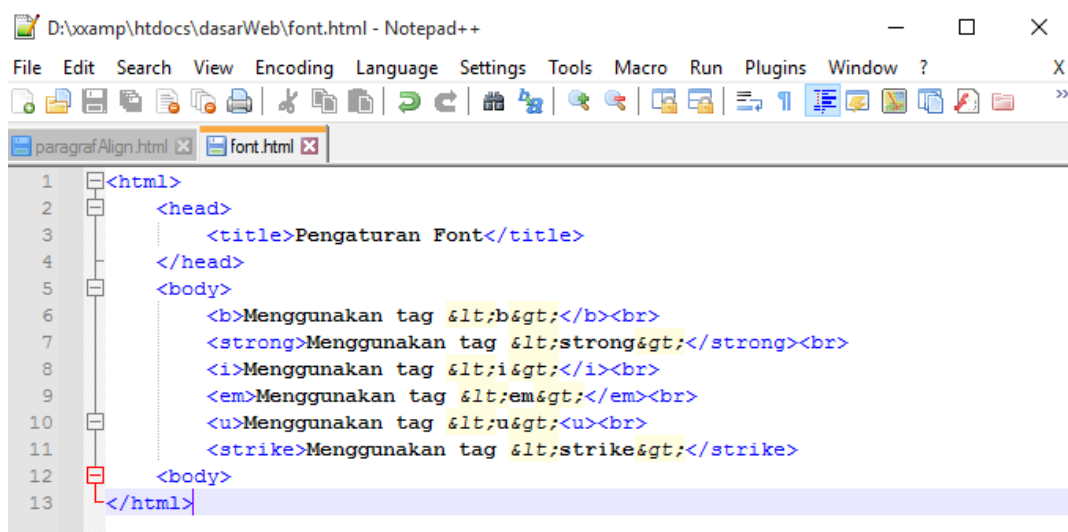 D:\xxamp\htdocs\dasarWeb\font.html - Notepad++
File Edit Search View Encoding Language Settings Tools Macro Run Plugins Window ? X
paragrafAlign.html font.html
1 <html>
2 <head>
3 <title>Pengaturan Font</title>
4 </head>
5 <body>
6 <b>Menggunakan tag &lt;b&gt;</b><br>
7 <strong>Menggunakan tag &lt;strong&gt;</strong><br>
8 <i>Menggunakan tag &lt;i&gt;</i><br>
9 <em>Menggunakan tag &lt;em&gt;</em><br>
10 <u>Menggunakan tag &lt;u&gt;<u><br>
11 <strike>Menggunakan tag &lt;strike&gt;</strike>
12 <body>
13 </html>